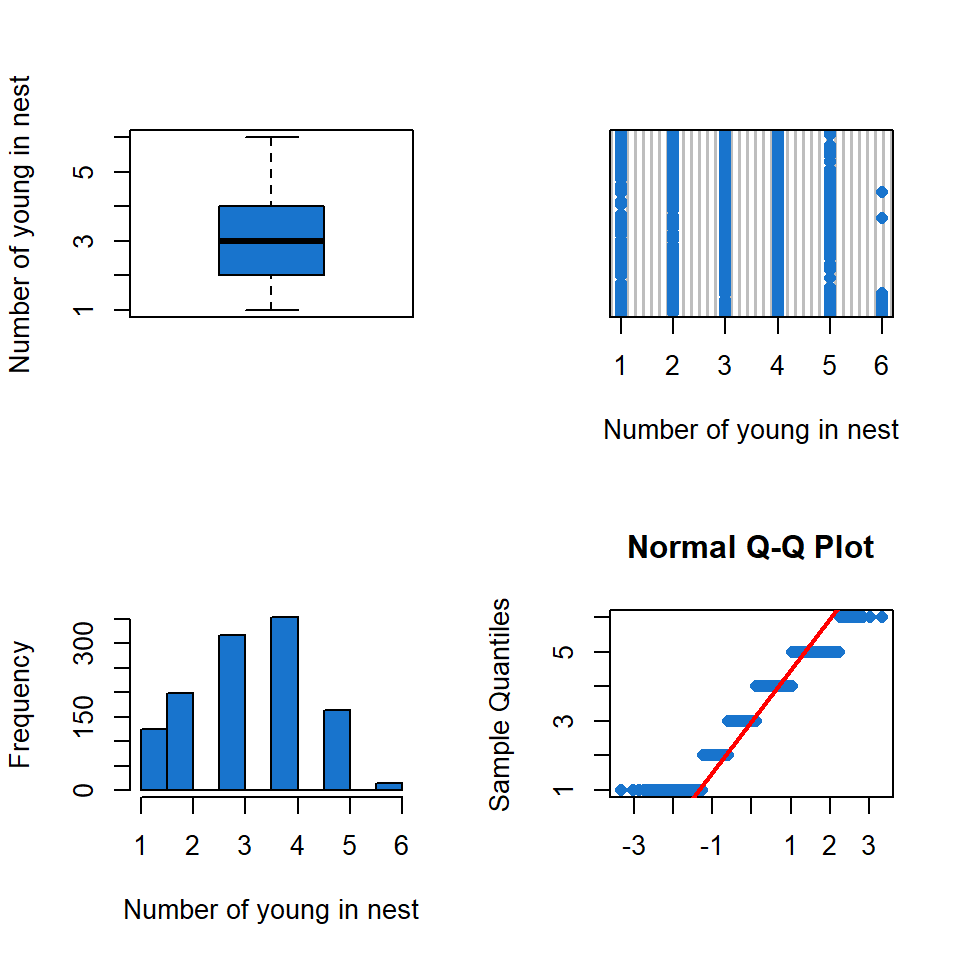 Number of young in nest
5
3
1
1 2 3 4 5 6
Number of young in nest
Frequency
300
150
0
1 2 3 4 5 6
Number of young in nest
Normal Q-Q Plot
Sample Quantiles
5
3
1
-3 -1 1 2 3